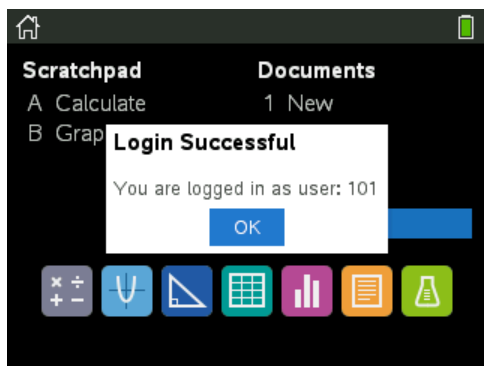 Scratchpad
Documents
A Calculate
1 New
B Grap
Login Successful
You are logged in as user: 101
OK